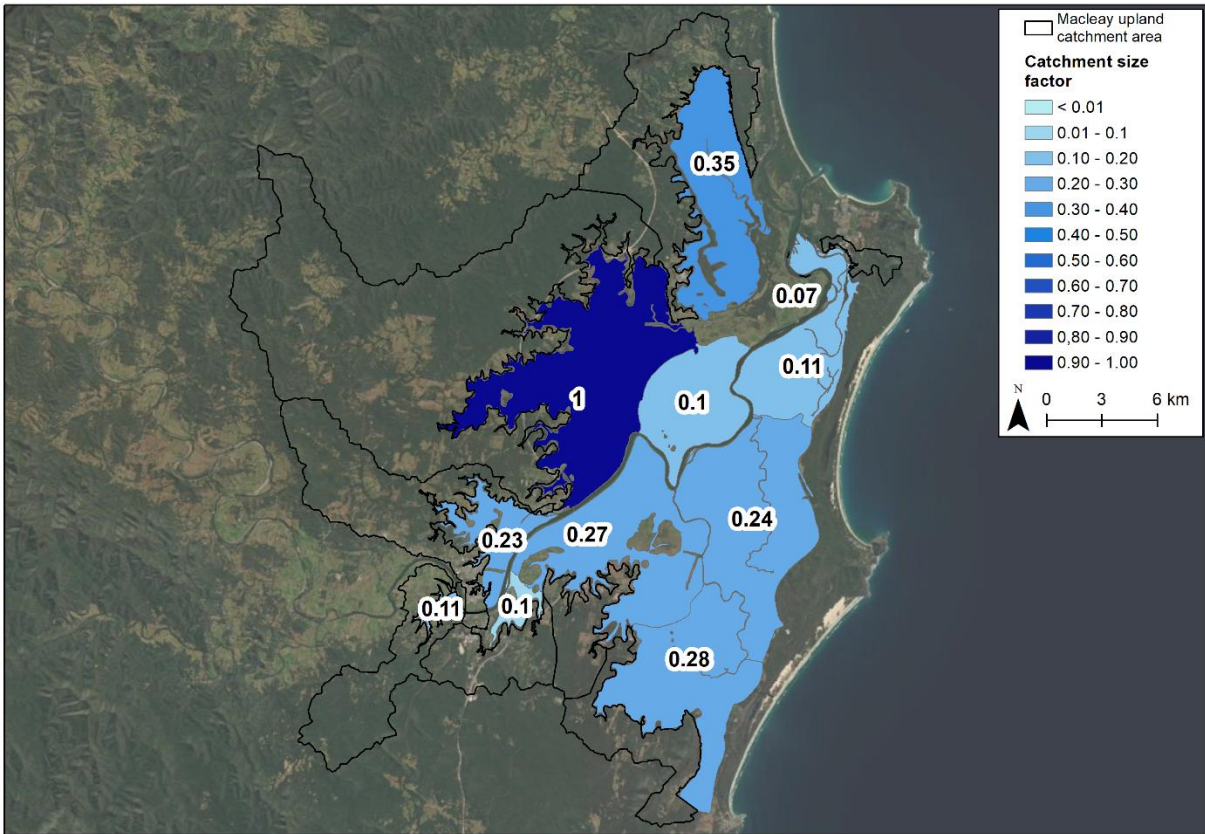 Macleay upland
catchment area
Catchment size
factor
< 0.01
0.01 - 0.1
0.10 - 0.20
0.20 - 0.30
0.30 - 0.40
0.40 - 0.50
0.50 - 0.60
0.60 - 0.70
0.70 - 0.80
0,80 - 0.90
0.90 - 1.00
N
0 3 6 km
0.35
0.07
0.11
1
0.1
0.24
0.27
0.23
0.11
0.1
0.28